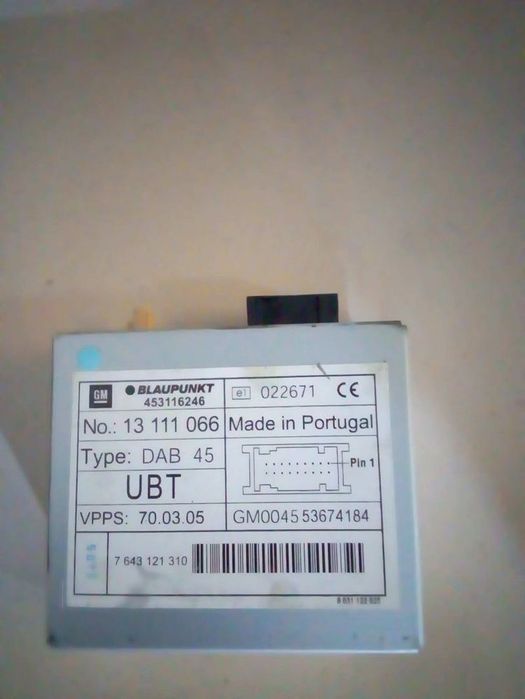 GM
BLAUPUNKT
453116246
e1 022671 CE
No.: 13 111 066
Made in Portugal
Type: DAB 45
Pin 1
UBT
VPPS: 70.03.05
GM0045 53674184
7 643 121 310